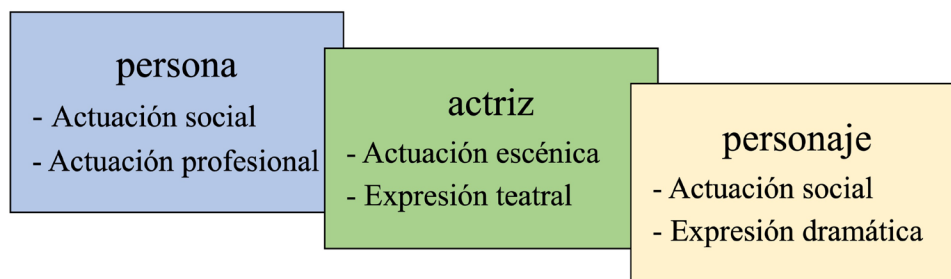 persona
- Actuación social
- Actuación profesional
actriz
- Actuación escénica
- Expresión teatral
personaje
- Actuación social
- Expresión dramática